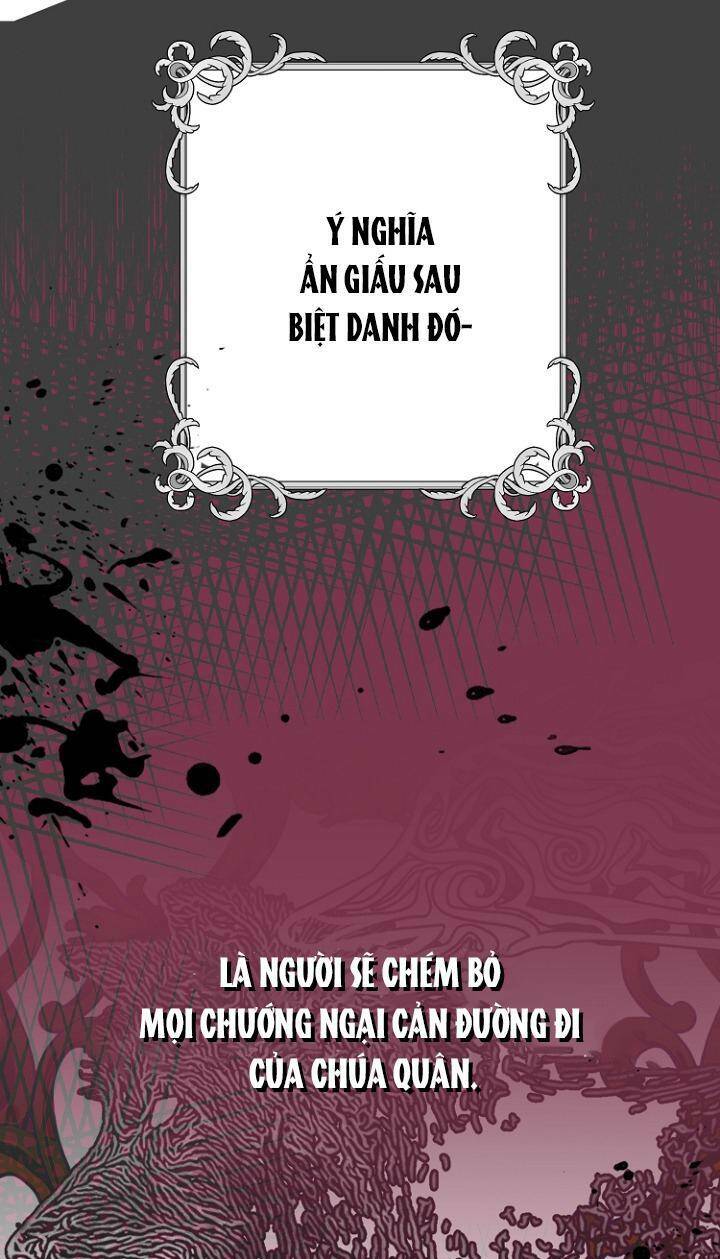 Ý NGHĨA
ẨN GIẤU SAU
BIỆT DANH ĐÓ-
LÀ NGƯỜI SẼ CHÉM BỎ
MỌI CHƯỚNG NGẠI CẢN ĐƯỜNG ĐI
CỦA CHÚA QUÂN.